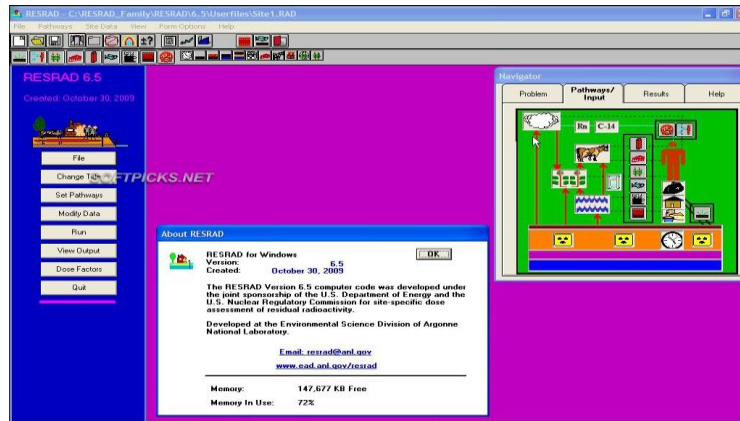 RESRAD - C:\RESRAD_Family\RESRAD\6.5\Userfiles\Site1.RAD
File Pathways Site Data View Form Options Help
±?
RESRAD 6.5
Created: October 30, 2009
File
Change Title
Set Pathways
Modify Data
Run
View Output
Dose Factors
Quit
SOFTPICKS.NET
Navigator
Problem
Pathways/
Input
Results
Help
Rn
C-14
About RESRAD
RESRAD for Windows
Version: 6.5
Created: October 30, 2009
OK
The RESRAD Version 6.5 computer code was developed under
the joint sponsorship of the U.S. Department of Energy and the
U.S. Nuclear Regulatory Commission for site-specific dose
assessment of residual radioactivity.
Developed at the Environmental Science Division of Argonne
National Laboratory.
Email: resrad@anl.gov
www.ead.anl.gov/resrad
Memory: 147,677 KB Free
Memory In Use: 72%